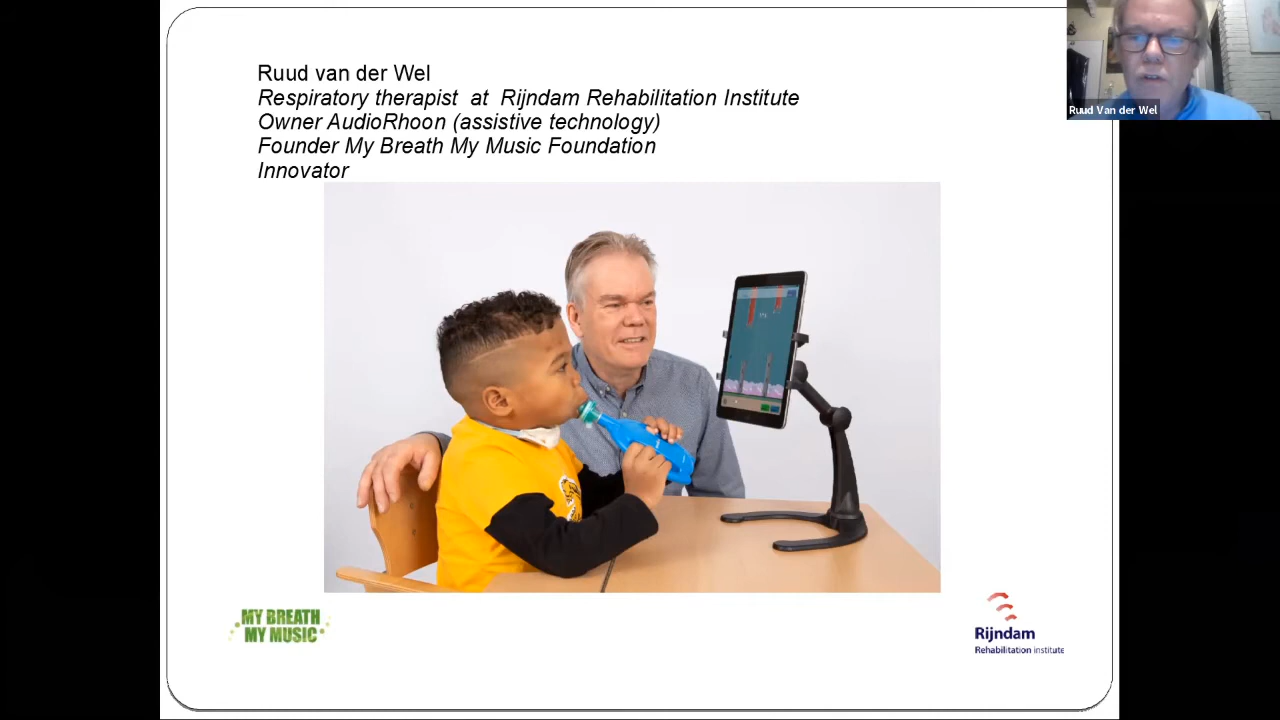 Ruud van der Wel
Respiratory therapist at Rijndam Rehabilitation Institute
Owner AudioRhoon (assistive technology)
Founder My Breath My Music Foundation
Innovator
Ruud Van der Wel
MY BREATH
MY MUSIC
Rijndam
Rehabilitation institute